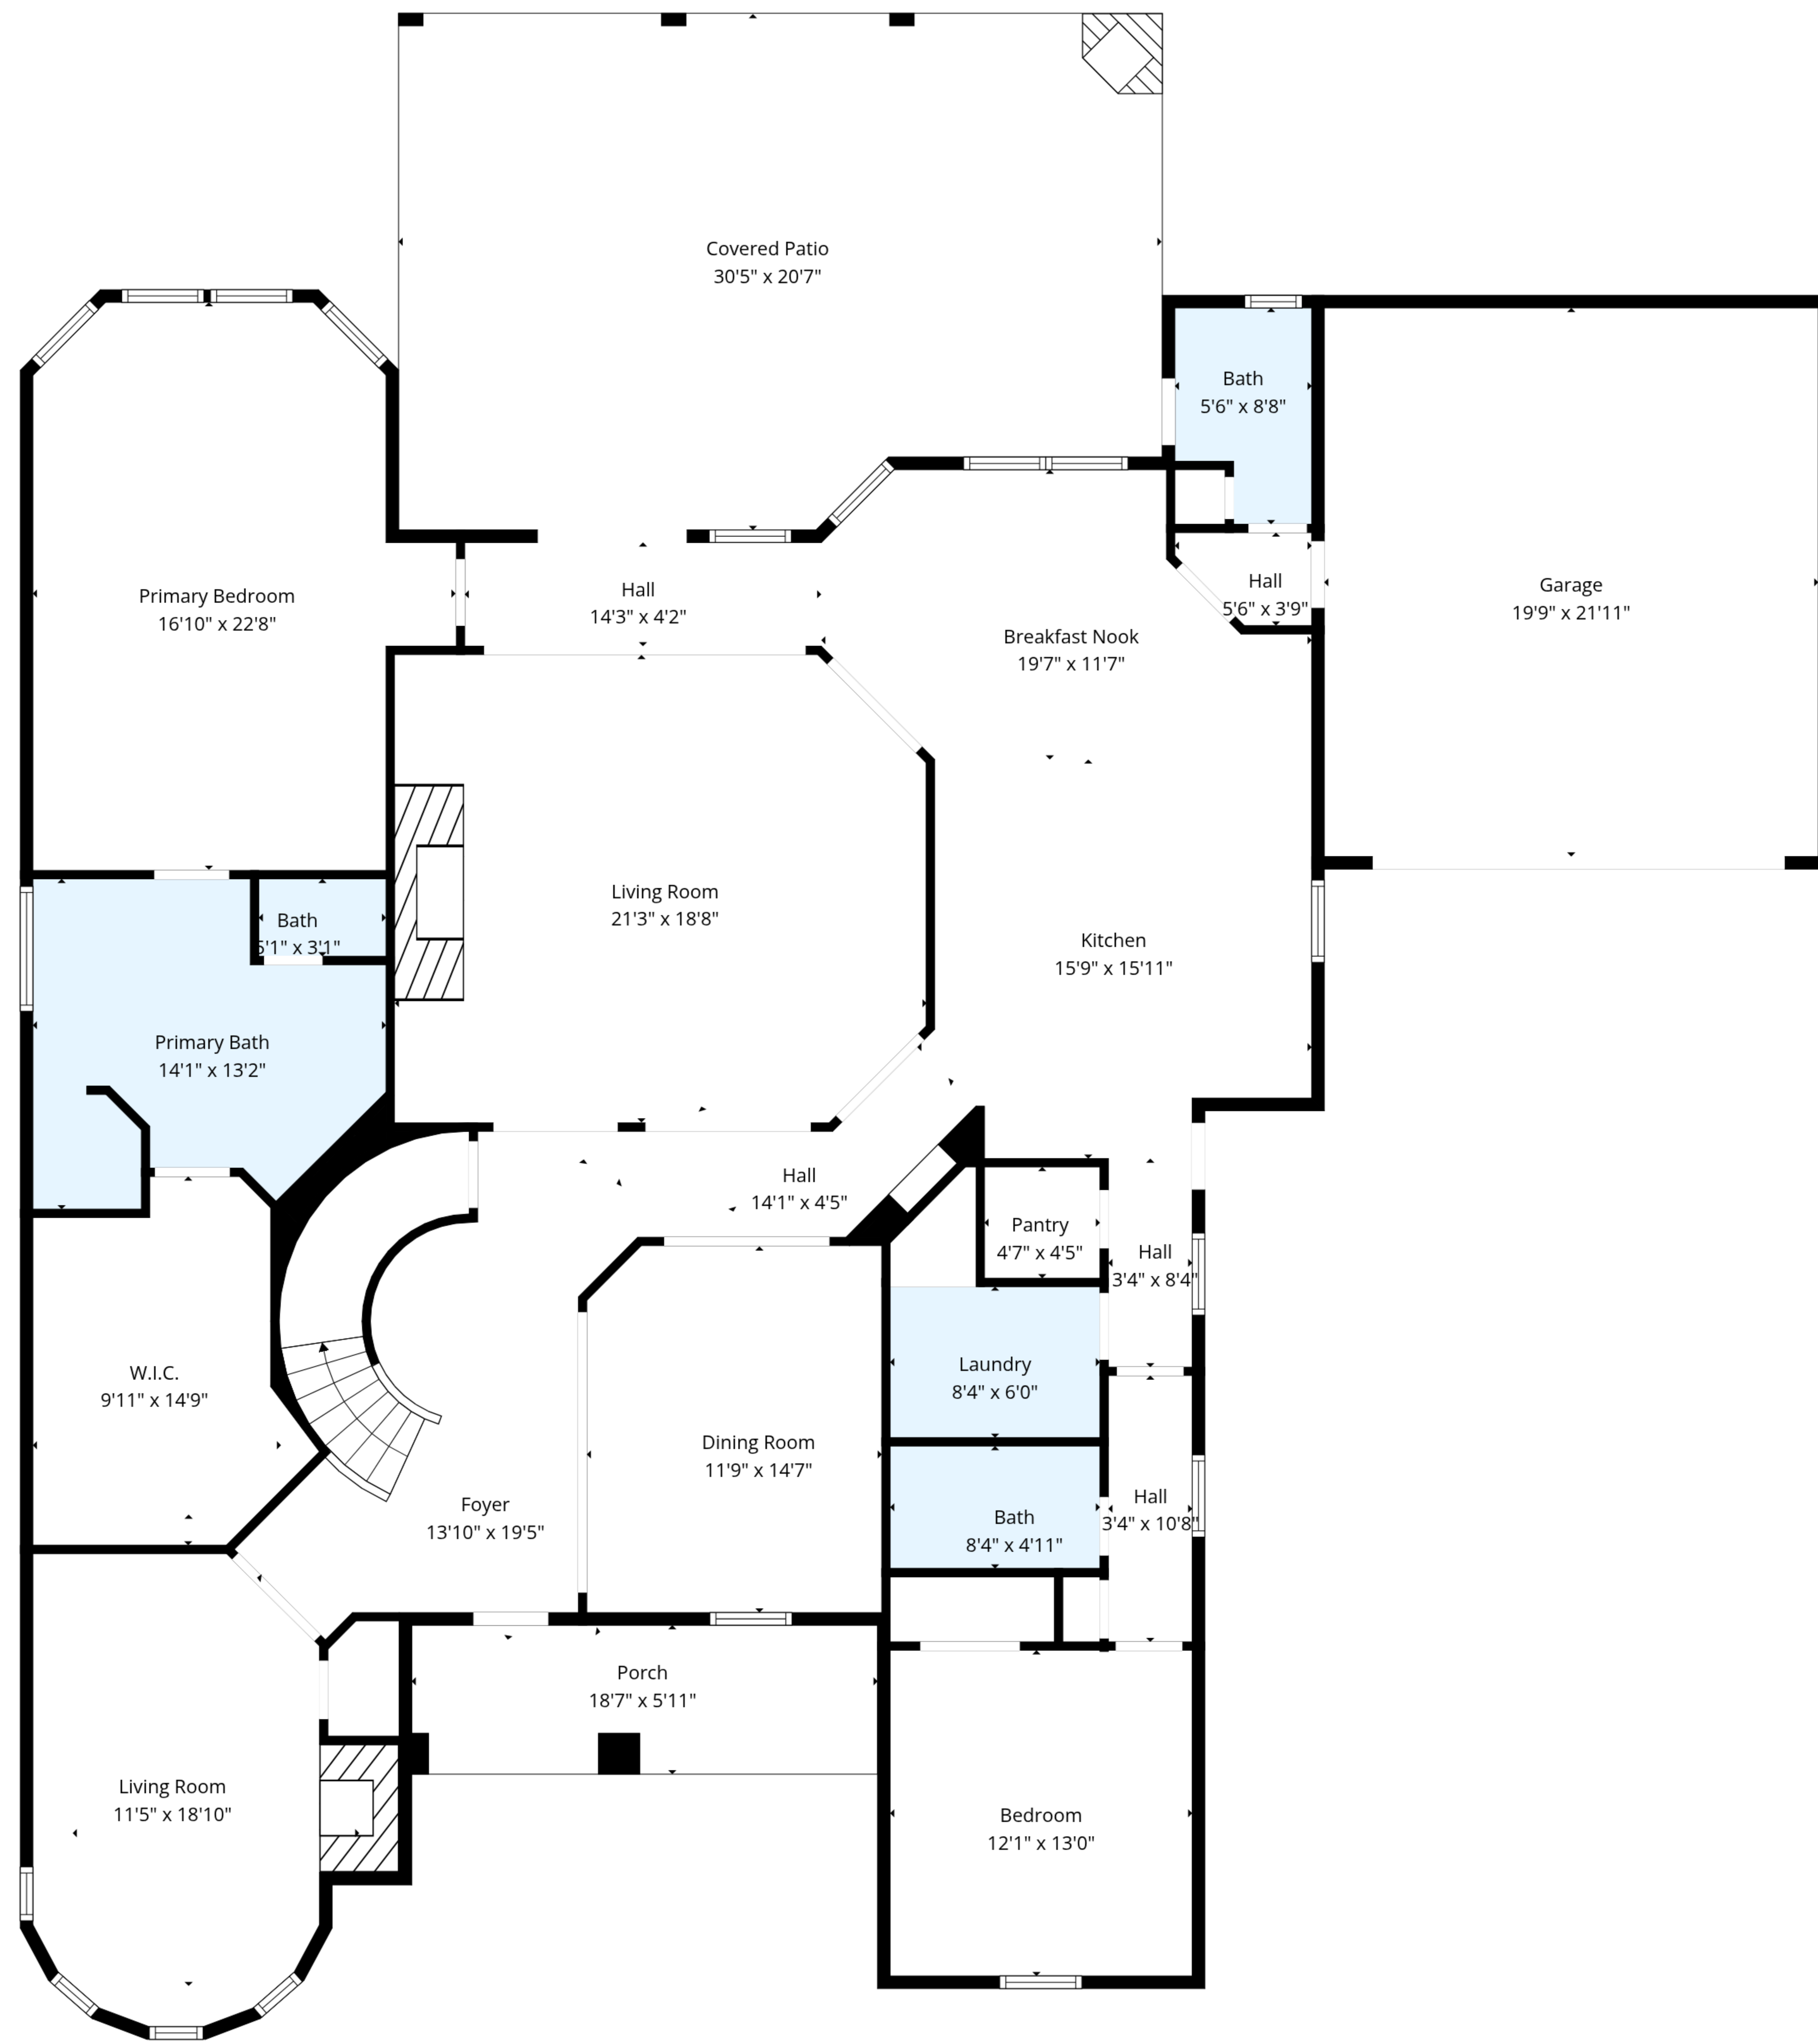 Covered Patio
30'5" x 20'7"
Bath
5'6" x 8'8"
Primary Bedroom
16'10" x 22'8"
Hall
14'3" x 4'2"
Hall
5'6" x 3'9"
Garage
19'9" x 21'11"
Breakfast Nook
19'7" x 11'7"
Living Room
21'3" x 18'8"
Bath
5'1" x 3'1"
Kitchen
15'9" x 15'11"
Primary Bath
14'1" x 13'2"
Hall
14'1" x 4'5"
Pantry
4'7" x 4'5"
Hall
3'4" x 8'4"
W.I.C.
9'11" x 14'9"
Laundry
8'4" x 6'0"
Dining Room
11'9" x 14'7"
Foyer
13'10" x 19'5"
Bath
8'4" x 4'11"
Hall
3'4" x 10'8"
Porch
18'7" x 5'11"
Living Room
11'5" x 18'10"
Bedroom
12'1" x 13'0"